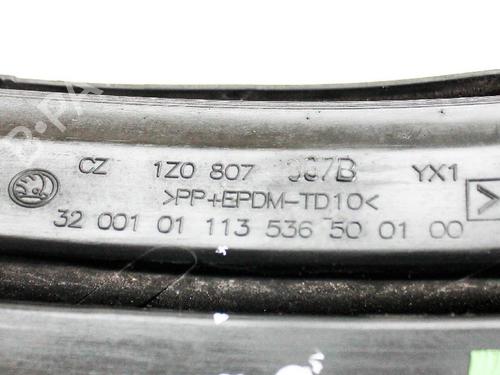 CZ 1Z0 807 YX1
>PP+EPDM-TD10<
32 001 01 113 536 50 01 00